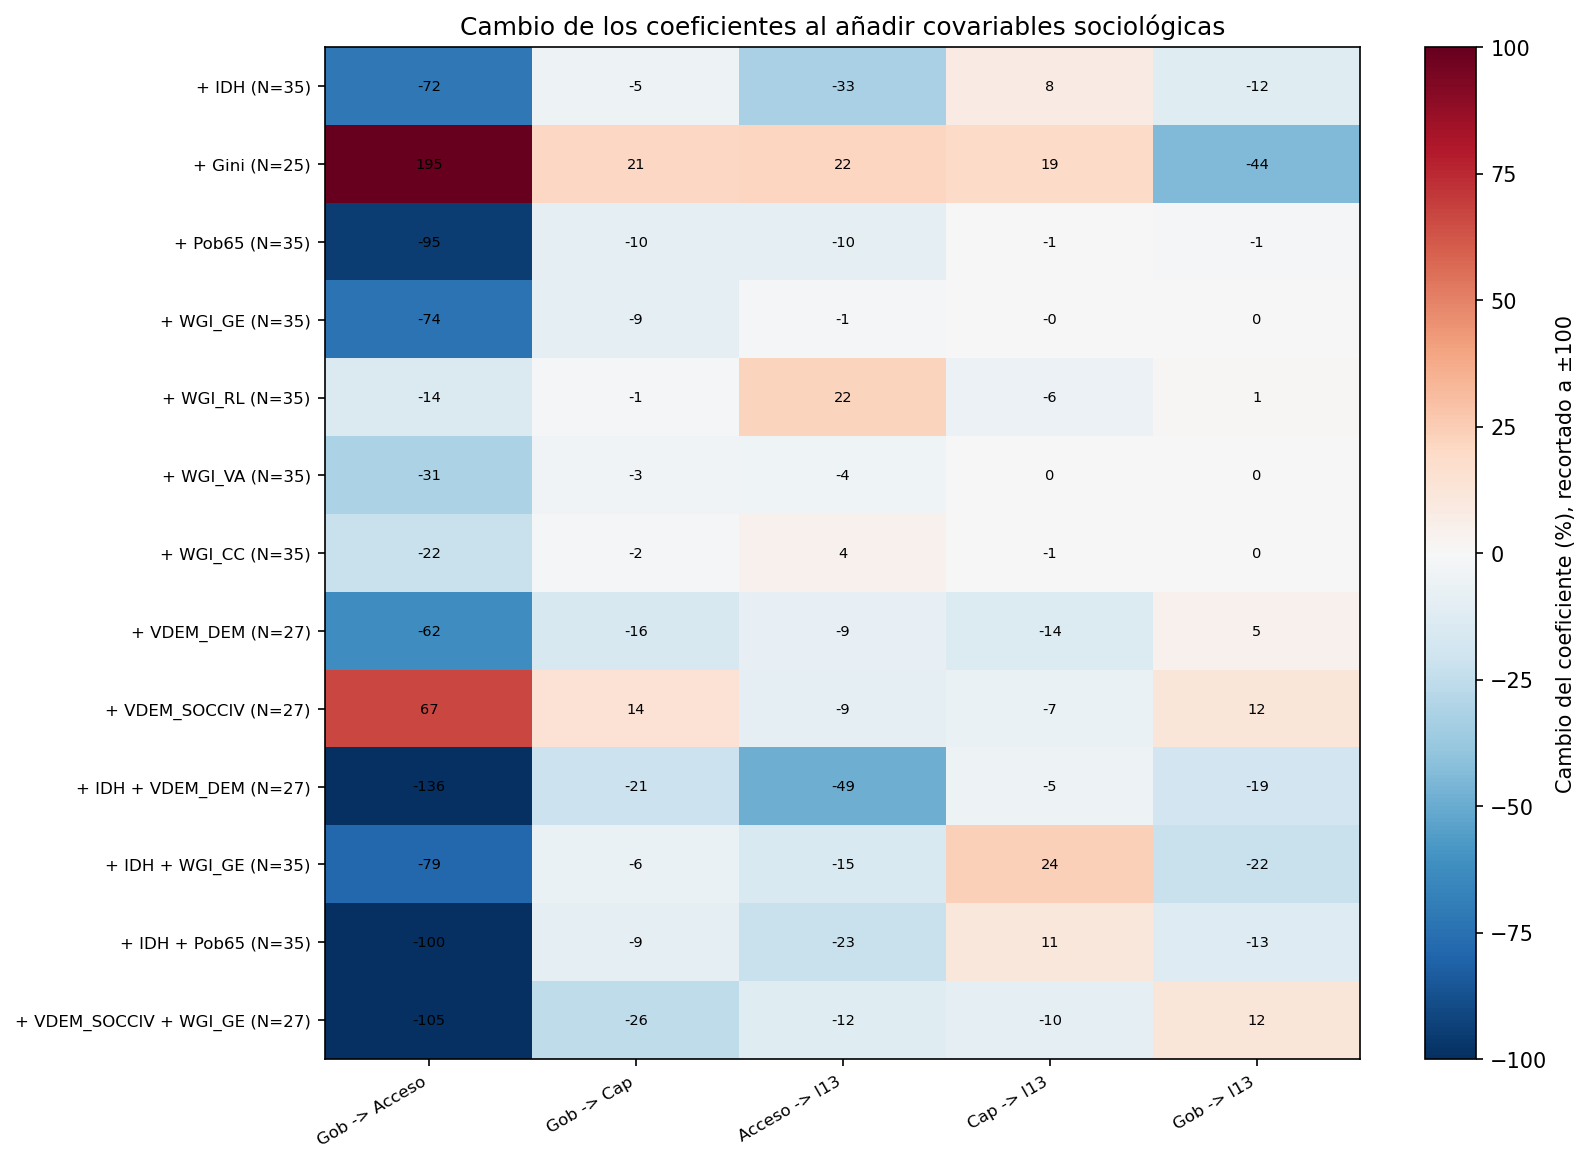 Cambio de los coeficientes al añadir covariables sociológicas
+ IDH (N=35) -72 -5 -33 8 -12
+ Gini (N=25) 195 21 22 19 -44
+ Pob65 (N=35) -95 -10 -10 -1 -1
+ WGI_GE (N=35) -74 -9 -1 -0 0
+ WGI_RL (N=35) -14 -1 22 -6 1
+ WGI_VA (N=35) -31 -3 -4 0 0
+ WGI_CC (N=35) -22 -2 4 -1 0
+ VDEM_DEM (N=27) -62 -16 -9 -14 5
+ VDEM_SOCCIV (N=27) 67 14 -9 -7 12
+ IDH + VDEM_DEM (N=27) -136 -21 -49 -5 -19
+ IDH + WGI_GE (N=35) -79 -6 -15 24 -22
+ IDH + Pob65 (N=35) -100 -9 -23 11 -13
+ VDEM_SOCCIV + WGI_GE (N=27) -105 -26 -12 -10 12
Gob -> Acceso
Gob -> Cap
Acceso -> I13
Cap -> I13
Gob -> I13
100
75
50
25
0
−25
−50
−75
−100
Cambio del coeficiente (%), recortado a ±100